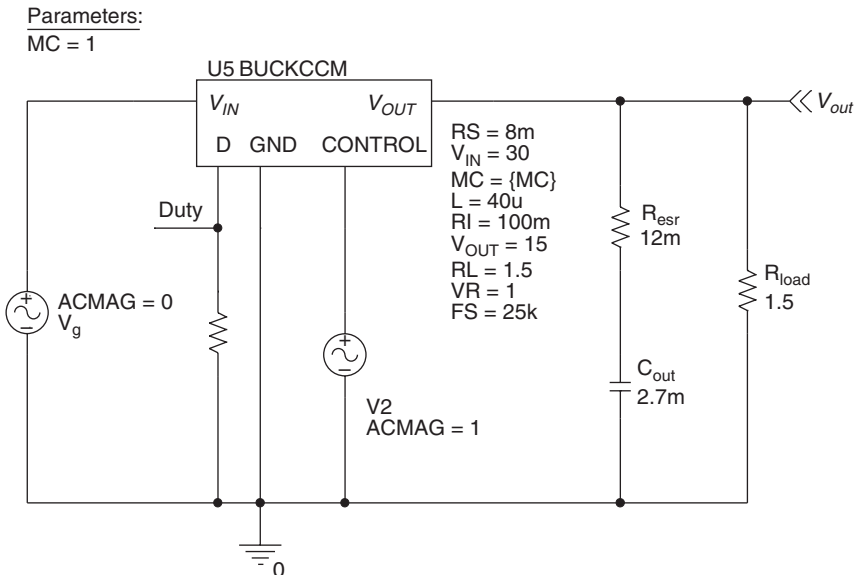 Parameters:
MC = 1
U5 BUCKCCM
V_IN
V_OUT
D
GND
CONTROL
V_out
RS = 8m
V_IN = 30
MC = {MC}
L = 40u
RI = 100m
V_OUT = 15
RL = 1.5
VR = 1
FS = 25k
Duty
R_esr
12m
R_load
1.5
ACMAG = 0
V_g
C_out
2.7m
V2
ACMAG = 1
0